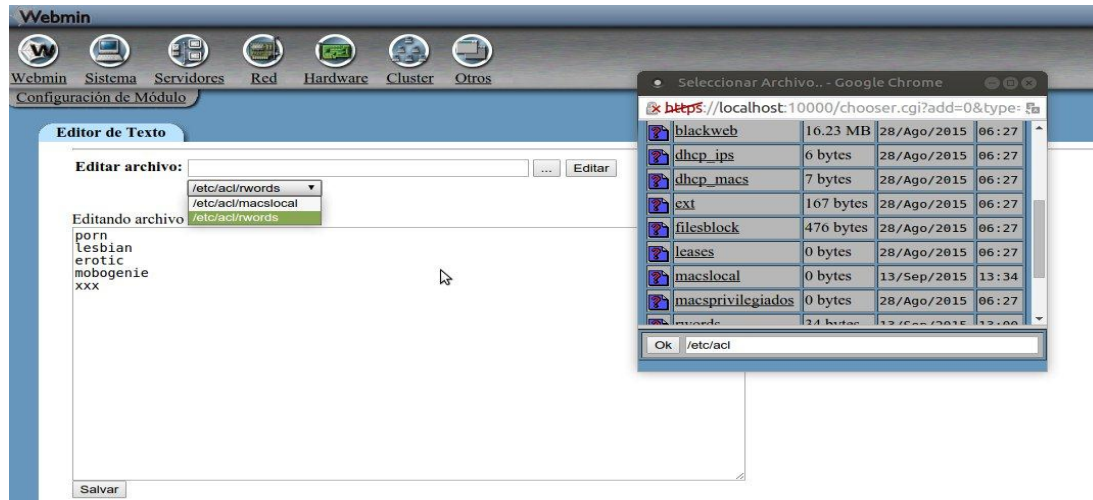 Webmin
Webmin Sistema Servidores Red Hardware Cluster Otros
Configuración de Módulo
Editor de Texto
Editar archivo: ... Editar
/etc/acl/rwords
/etc/acl/macslocal
/etc/acl/rwords
Editando archivo
porn
lesbian
erotic
mobogenie
xxx
Salvar
Seleccionar Archivo.. - Google Chrome
https://localhost:10000/chooser.cgi?add=0&type=
blackweb 16.23 MB 28/Ago/2015 06:27
dhcp_ips 6 bytes 28/Ago/2015 06:27
dhcp_macs 7 bytes 28/Ago/2015 06:27
ext 167 bytes 28/Ago/2015 06:27
filesblock 476 bytes 28/Ago/2015 06:27
leases 0 bytes 28/Ago/2015 06:27
macslocal 0 bytes 13/Sep/2015 13:34
macsprivilegiados 0 bytes 28/Ago/2015 06:27
rwords 34 bytes 13/Sep/2015
Ok /etc/acl